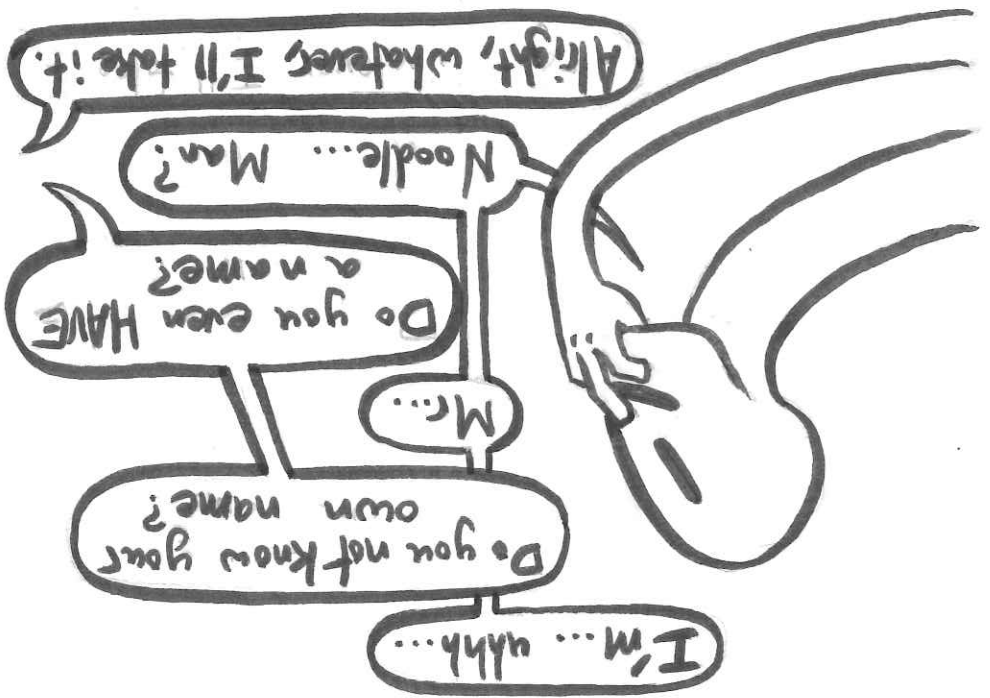 I'm... uhhh...
Do you not know your
own name?
Mr...
Do you even HAVE
a name?
Noodle... Man?
Alright, whatever, I'll take it.